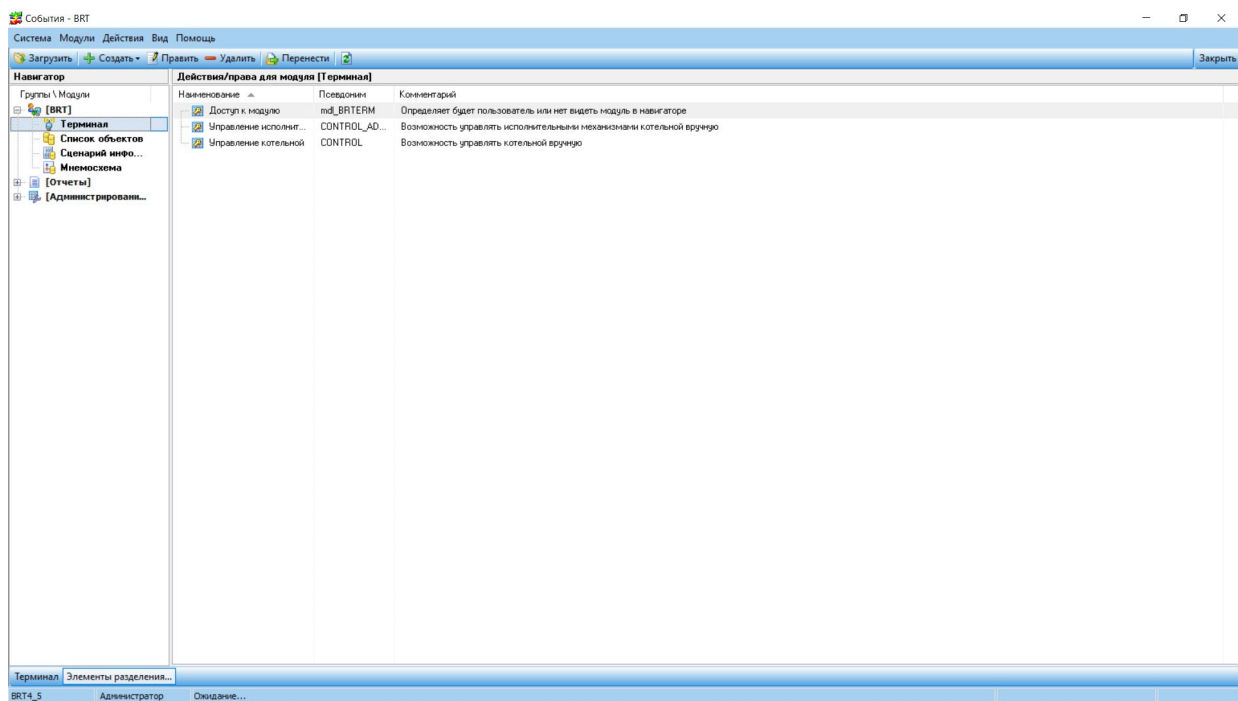 События - BRT
Система Модули Действия Вид Помощь
Загрузить Создать Править Удалить Перенести Закрыть
Навигатор Действия/права для модуля [Терминал]
Группы \ Модули Наименование Псевдоним Комментарий
[BRT] Доступ к модулю mdl_BRTERM Определяет будет пользователь или нет видеть модуль в навигаторе
Терминал Управление исполнит... CONTROL_AD... Возможность управлять исполнительными механизмами котельной вручную
Список объектов Управление котельной CONTROL Возможность управлять котельной вручную
Сценарий инфо...
Мнемосхема
[Отчеты]
[Администрировани...
Терминал Элементы разделения...
BRT4_5 Администратор Ожидание...